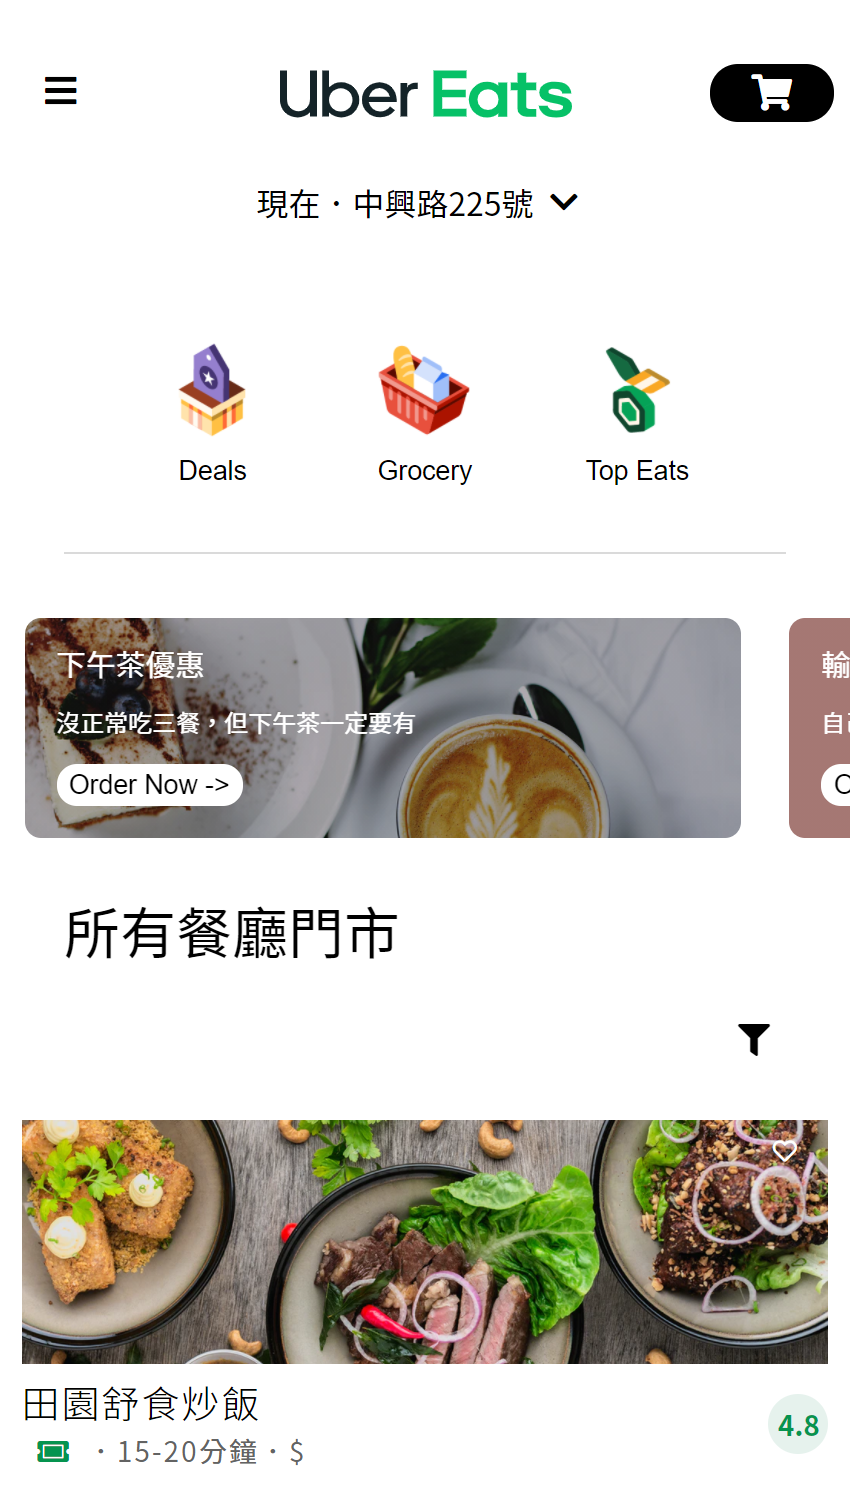 Uber Eats
現在・中興路225號
Deals
Grocery
Top Eats
下午茶優惠
沒正常吃三餐，但下午茶一定要有
Order Now ->
輸
自
所有餐廳門市
田園舒食炒飯
・15-20分鐘・$
4.8